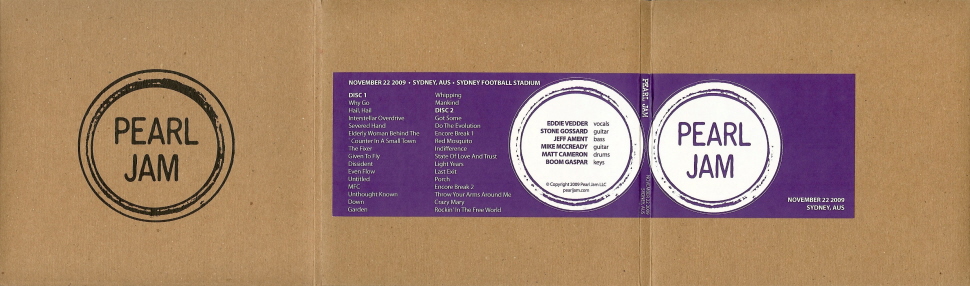 PEARL
JAM
NOVEMBER 22 2009 • SYDNEY, AUS • SYDNEY FOOTBALL STADIUM
DISC 1
Why Go
Hail, Hail
Interstellar Overdrive
Severed Hand
Elderly Woman Behind The
Counter In A Small Town
The Fixer
Given To Fly
Dissident
Even Flow
Untitled
MFC
Unthought Known
Down
Garden
Whipping
Mankind
DISC 2
Got Some
Do The Evolution
Encore Break 1
Red Mosquito
Indifference
State Of Love And Trust
Light Years
Last Exit
Porch
Encore Break 2
Throw Your Arms Around Me
Crazy Mary
Rockin' In The Free World
EDDIE VEDDER vocals
STONE GOSSARD guitar
JEFF AMENT bass
MIKE MCCREADY guitar
MATT CAMERON drums
BOOM GASPAR keys
© Copyright 2009 Pearl Jam LLC
pearljam.com
PEARL JAM
NOVEMBER 22 2009
SYDNEY, AUS
PEARL
JAM
NOVEMBER 22 2009
SYDNEY, AUS